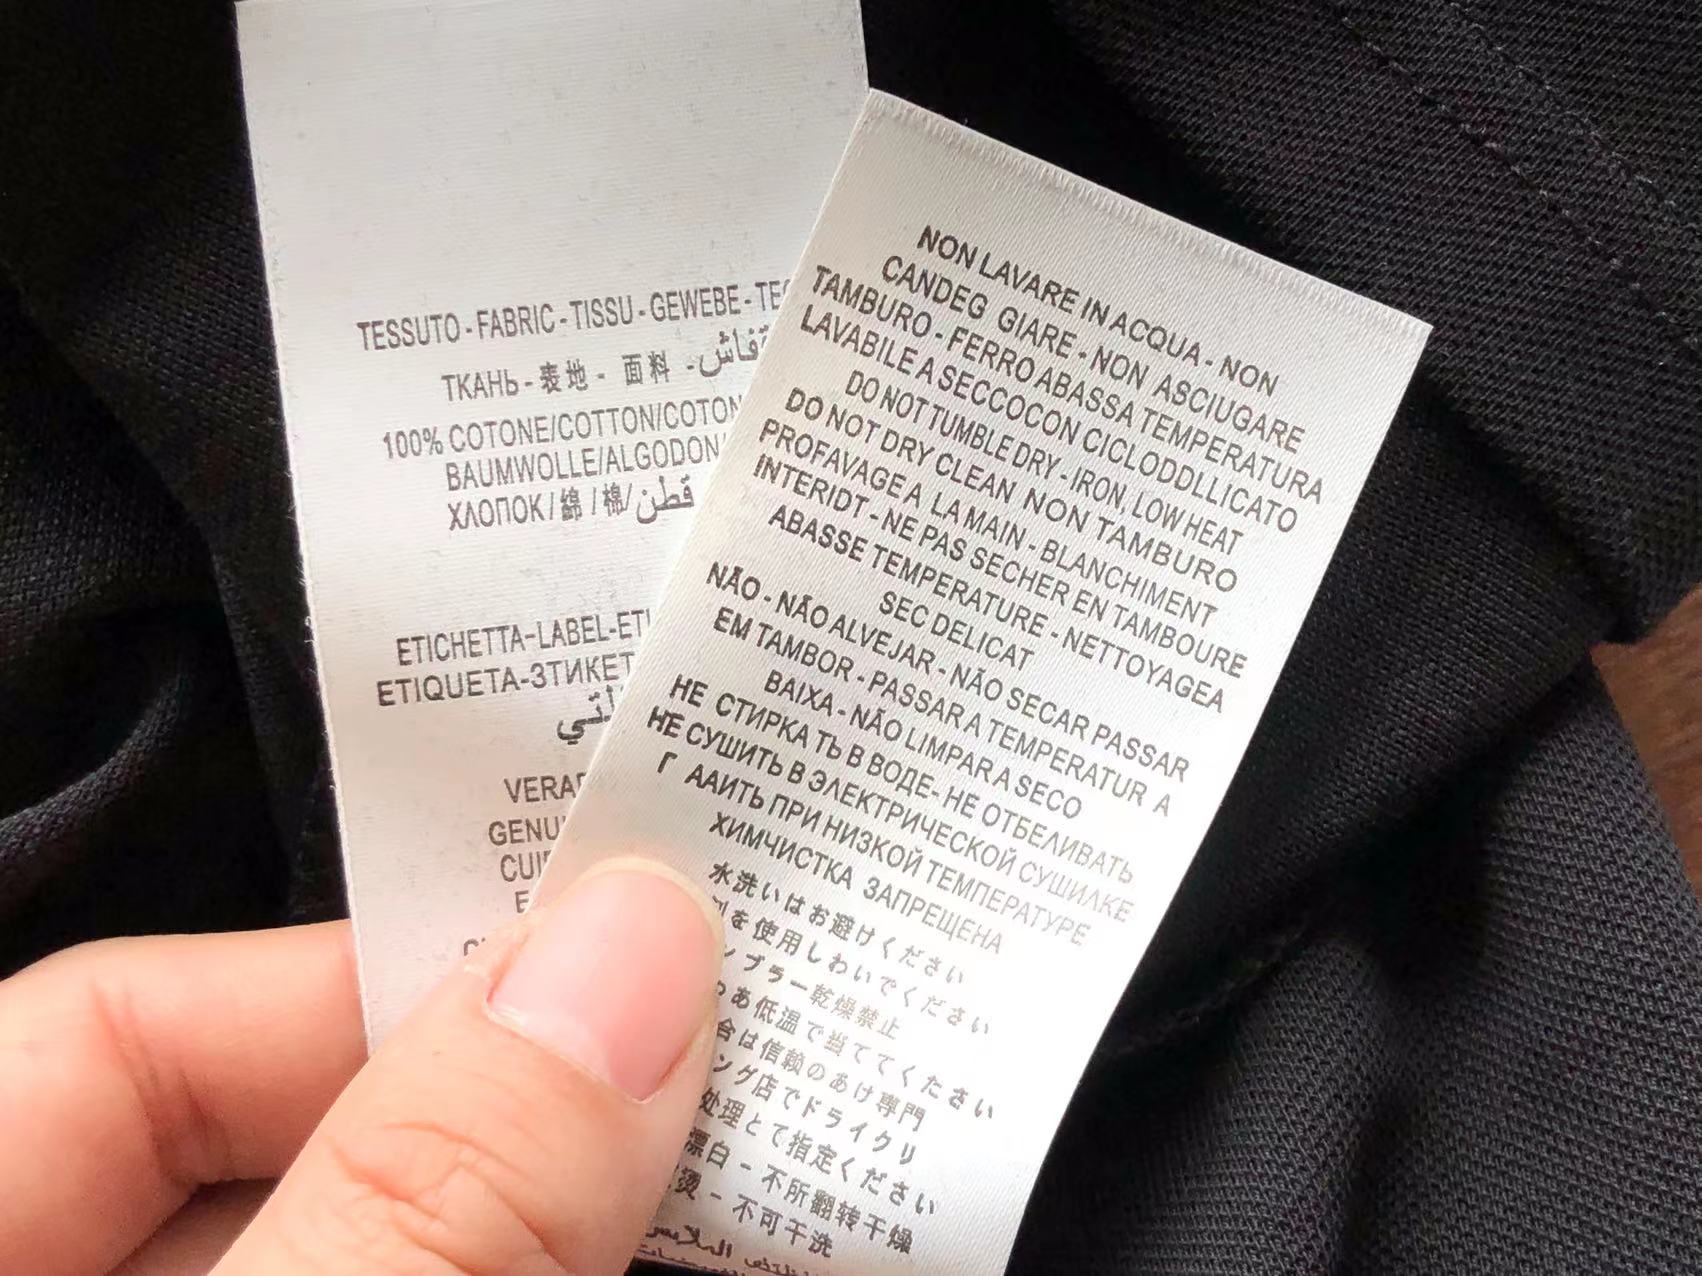 TESSUTO - FABRIC - TISSU - GEWEBE -
ТКАНЬ - 表地 - 面料 -
100% COTONE/COTTON/COTON
BAUMWOLLE/ALGODON/
ХЛОПОК / 綿 / 棉/ قطن
ETICHETTA-LABEL-
ETIQUETA-ЗТИКЕТ
NON LAVARE IN ACQUA - NON
CANDEG GIARE - NON ASCIUGARE
TAMBURO - FERRO ABASSA TEMPERATURA
LAVABILE A SECCOCON CICLODDLLICATO
DO NOT TUMBLE DRY - IRON, LOW HEAT
DO NOT DRY CLEAN NON TAMBURO
PROFAVAGE A LA MAIN - BLANCHIMENT
INTERIDT - NE PAS SECHER EN TAMBOURE
ABASSE TEMPERATURE - NETTOYAGEA
SEC DELICAT
NÃO - NÃO ALVEJAR - NÃO SECAR PASSAR
EM TAMBOR - PASSAR A TEMPERATUR A
BAIXA - NÃO LIMPAR A SECO
НЕ СТИРКА ТЬ В ВОДЕ- НЕ ОТБЕЛИВАТЬ
НЕ СУШИТЬ В ЭЛЕКТРИЧЕСКОЙ СУШИЛКЕ
Г ААИТЬ ПРИ НИЗКОЙ ТЕМПЕРАТУРЕ
ХИМЧИСТКА ЗАПРЕЩЕНА
水洗いはお避けください
を使用しわいでください
ンブラー乾燥禁止
あ低温で当ててください
合は信頼のあけ専門
ング店でドライクリ
处理とて指定ください
漂白 - 不所翻转干燥
烫 - 不可干洗